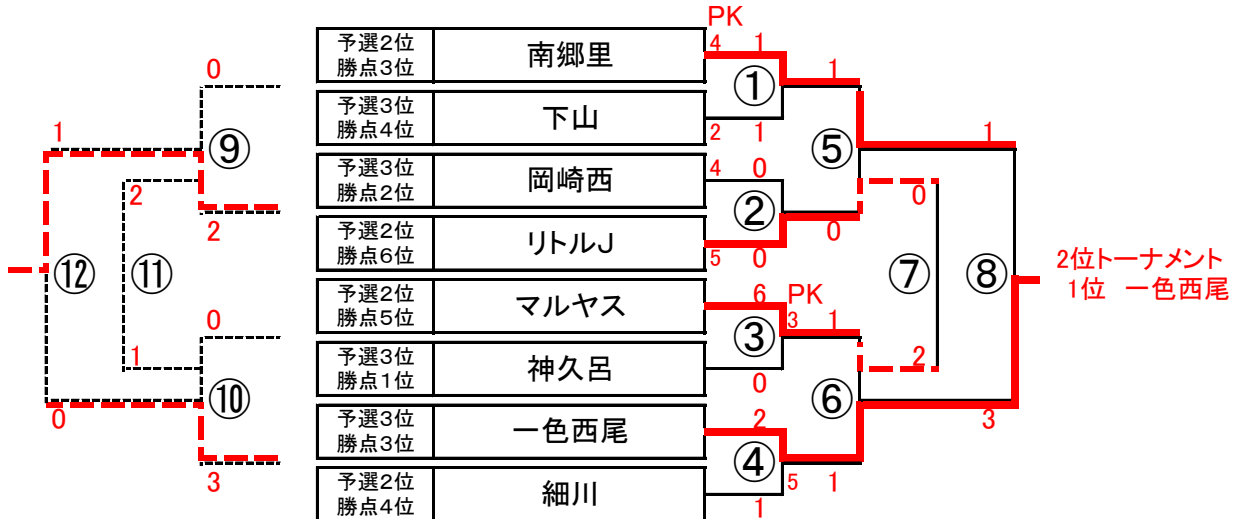 PK
予選2位
勝点3位
南郷里
4 1
①
1
0
予選3位
勝点4位
下山
2 1
1
⑨
⑤
1
予選3位
勝点2位
岡崎西
4 0
2
②
0
2
予選2位
勝点6位
リトルJ
5 0
0
⑫
⑪
⑦
⑧
2位トーナメント
1位 一色西尾
予選2位
勝点5位
マルヤス
6
PK
3 1
0
③
1
2
予選3位
勝点1位
神久呂
0
⑩
⑥
0
3
予選3位
勝点3位
一色西尾
2
④
3
5 1
予選2位
勝点4位
細川
1